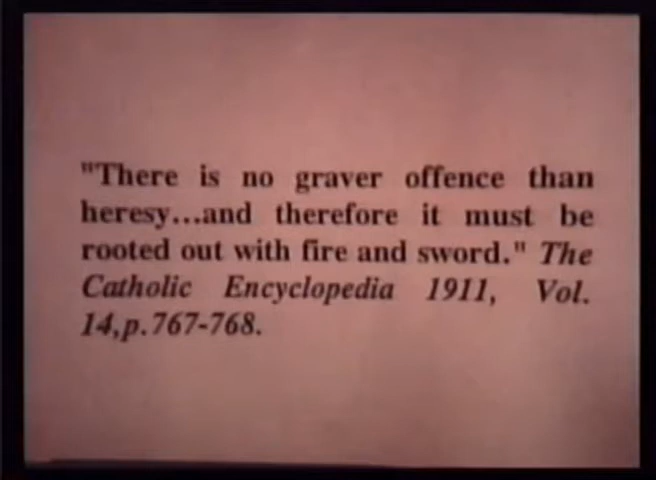 "There is no graver offence than
heresy...and therefore it must be
rooted out with fire and sword." The
Catholic Encyclopedia 1911, Vol.
14,p.767-768.